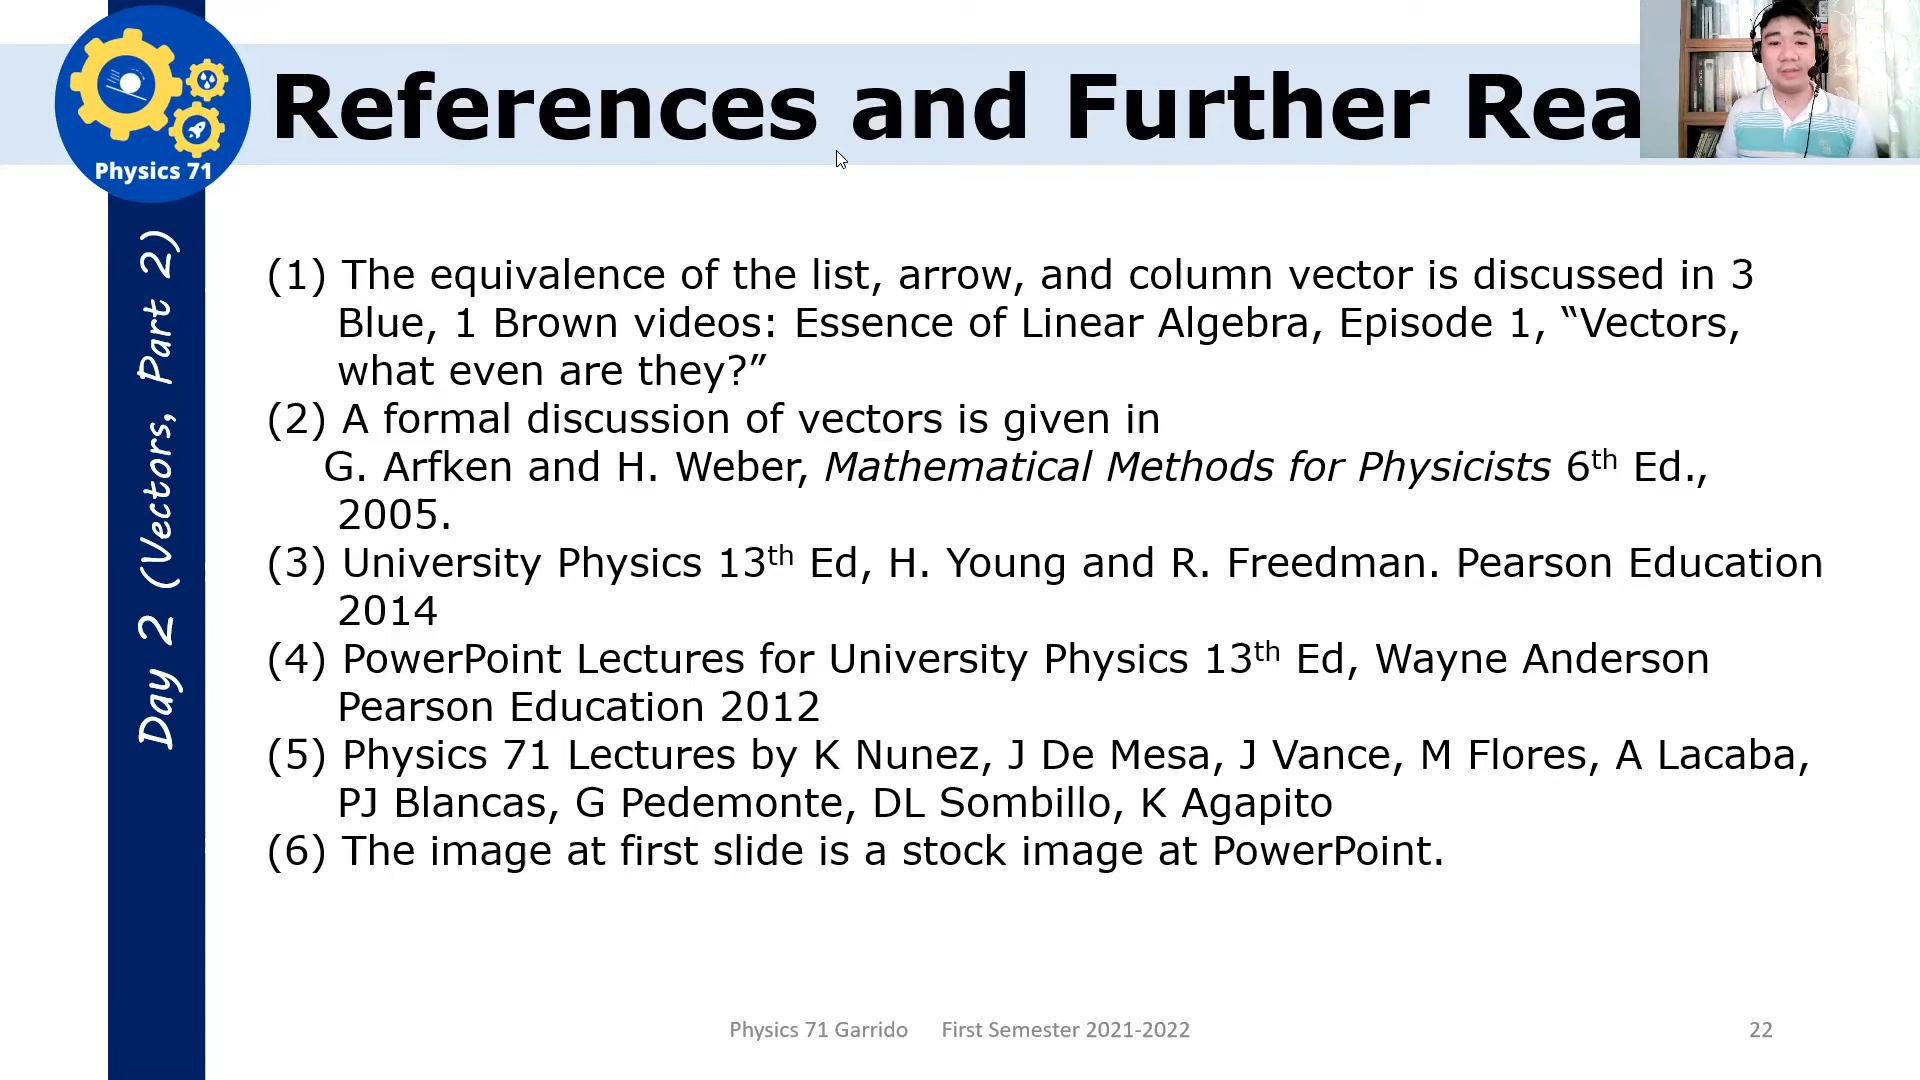 References and Further Rea
Physics 71
Day 2 (Vectors, Part 2)
(1) The equivalence of the list, arrow, and column vector is discussed in 3
Blue, 1 Brown videos: Essence of Linear Algebra, Episode 1, “Vectors,
what even are they?”
(2) A formal discussion of vectors is given in
G. Arfken and H. Weber, Mathematical Methods for Physicists 6th Ed.,
2005.
(3) University Physics 13th Ed, H. Young and R. Freedman. Pearson Education
2014
(4) PowerPoint Lectures for University Physics 13th Ed, Wayne Anderson
Pearson Education 2012
(5) Physics 71 Lectures by K Nunez, J De Mesa, J Vance, M Flores, A Lacaba,
PJ Blancas, G Pedemonte, DL Sombillo, K Agapito
(6) The image at first slide is a stock image at PowerPoint.
Physics 71 Garrido First Semester 2021-2022
22